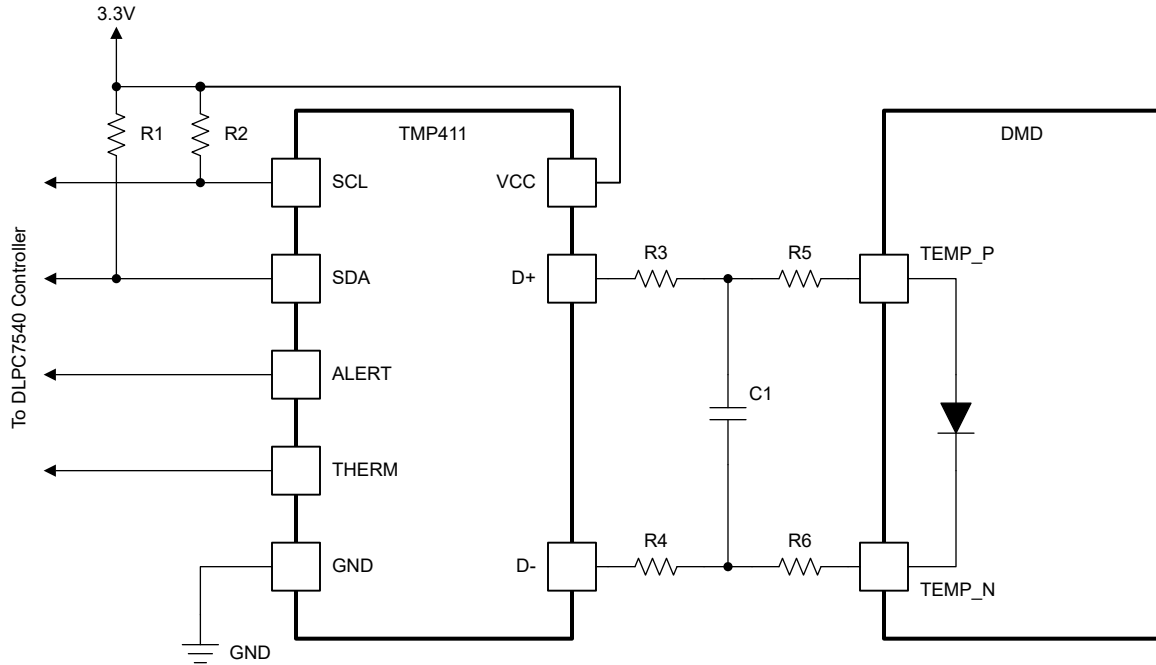 3.3V
R1
R2
TMP411
DMD
SCL
VCC
SDA
D+
R3
R5
TEMP_P
To DLPC7540 Controller
ALERT
C1
THERM
GND
D-
R4
R6
TEMP_N
GND